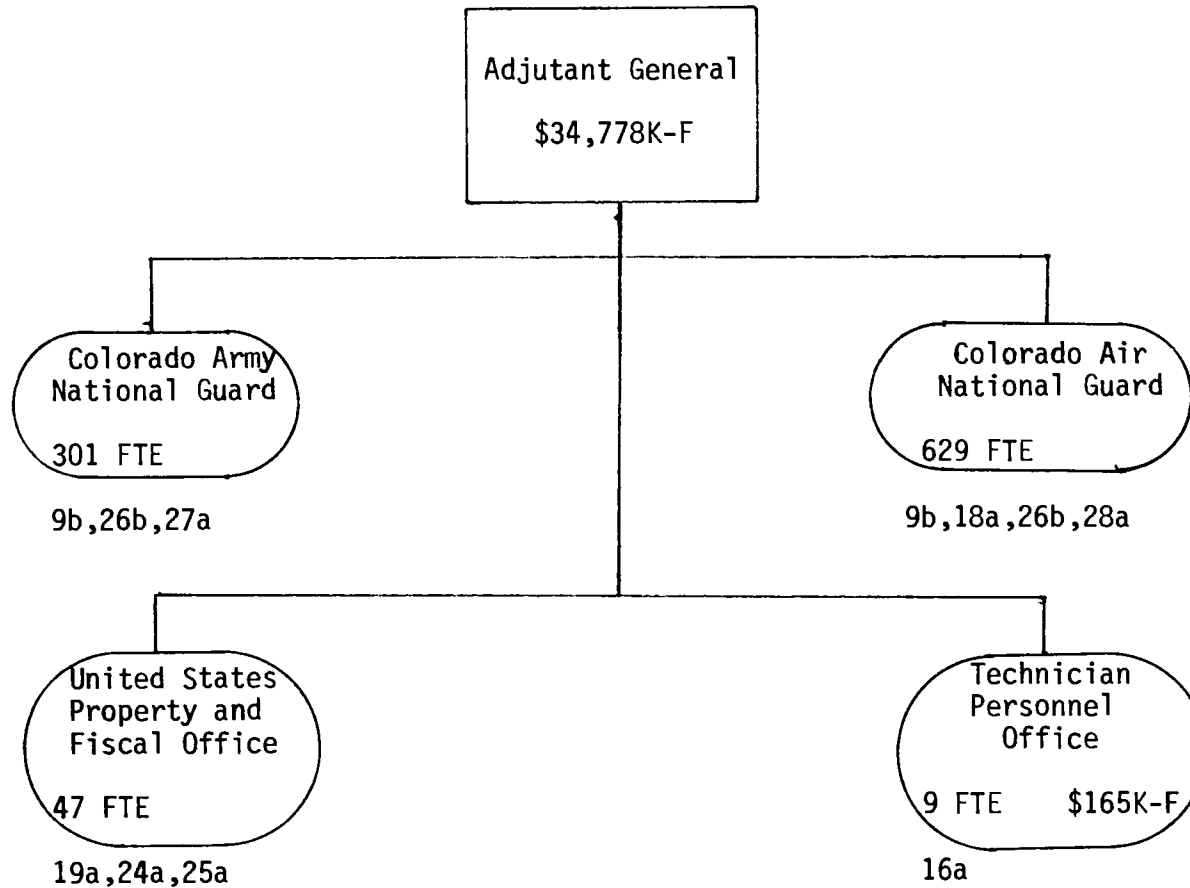 Adjutant General
$34,778K-F
Colorado Army
National Guard
301 FTE
9b,26b,27a
Colorado Air
National Guard
629 FTE
9b,18a,26b,28a
United States
Property and
Fiscal Office
47 FTE
19a,24a,25a
Technician
Personnel
Office
9 FTE $165K-F
16a